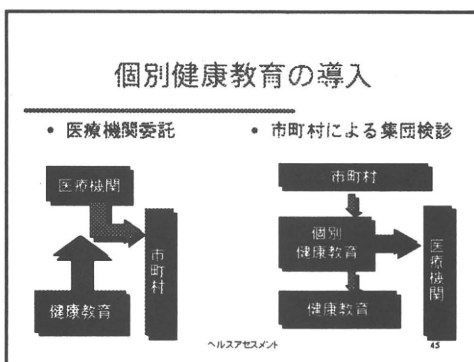 個別健康教育の導入
• 医療機関委託
医療機関
市町村
健康教育
• 市町村による集団検診
市町村
個別
健康教育
医療機関
健康教育
ヘルスアセスメント
45